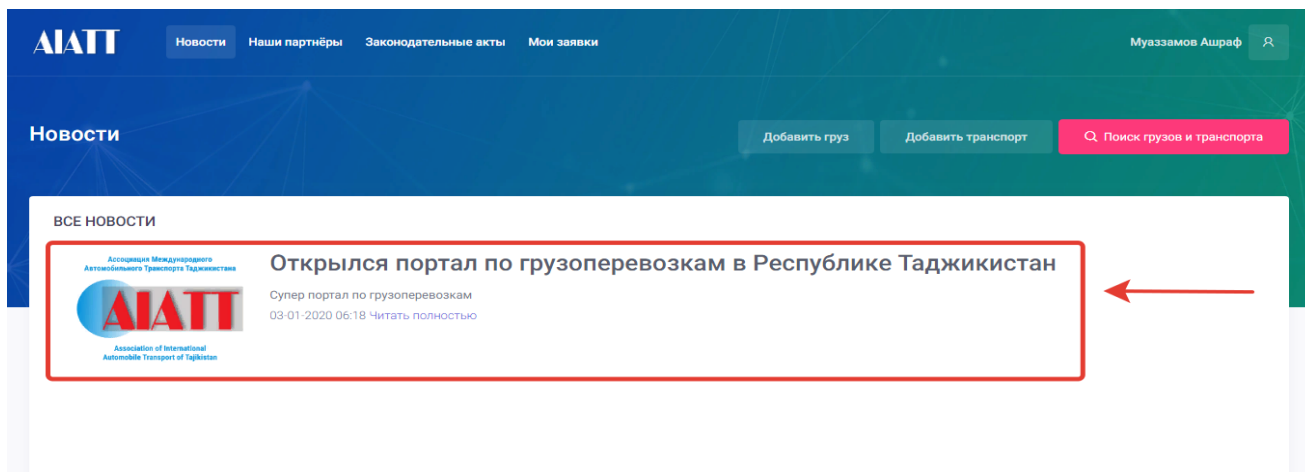 AIATT
Новости
Наши партнёры
Законодательные акты
Мои заявки
Муаззамов Ашраф
Новости
Добавить груз
Добавить транспорт
Поиск грузов и транспорта
ВСЕ НОВОСТИ
Ассоциация Международного
Автомобильного Транспорта Таджикистана
AIATT
Association of International
Automobile Transport of Tajikistan
Открылся портал по грузоперевозкам в Республике Таджикистан
Супер портал по грузоперевозкам
03-01-2020 06:18 Читать полностью